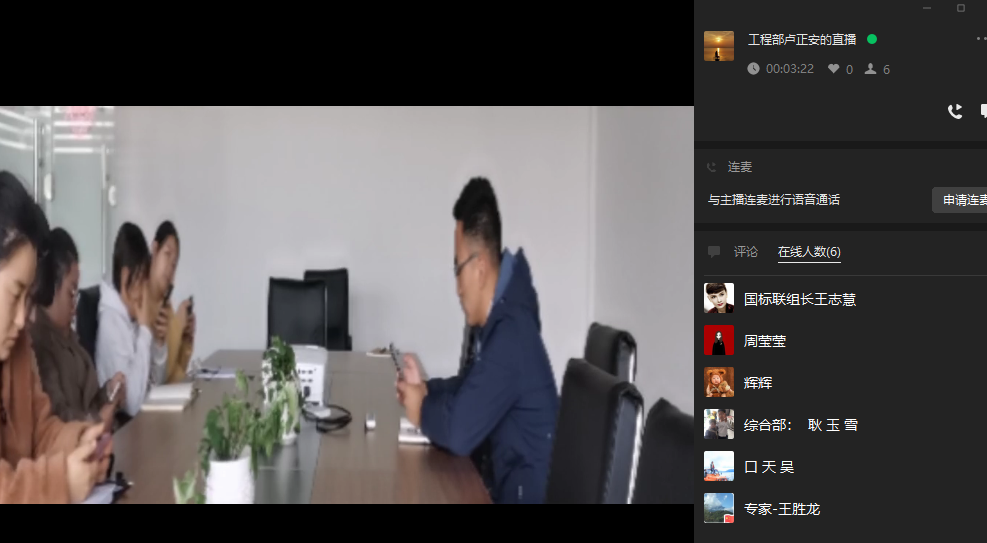 工程部卢正安的直播
00:03:22 0 6
连麦
与主播连麦进行语音通话
申请连麦
评论 在线人数(6)
国标联组长王志慧
周莹莹
辉辉
综合部： 耿 玉 雪
口 天 吴
专家-王胜龙